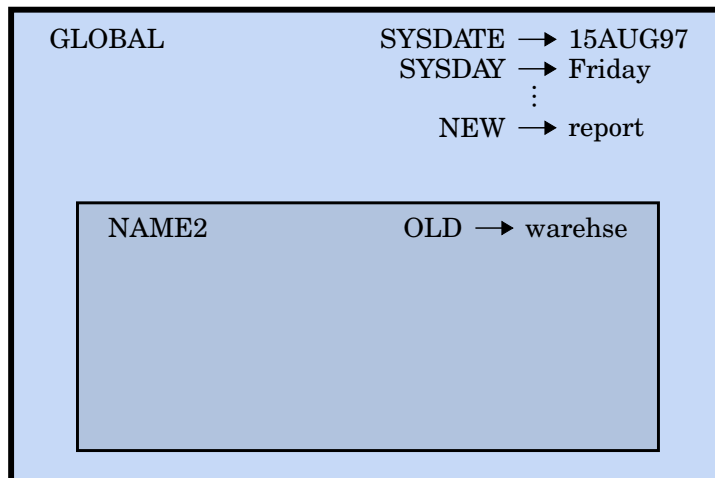 GLOBAL SYSDATE → 15AUG97
SYSDAY → Friday
⋮
NEW → report
NAME2 OLD → warehse